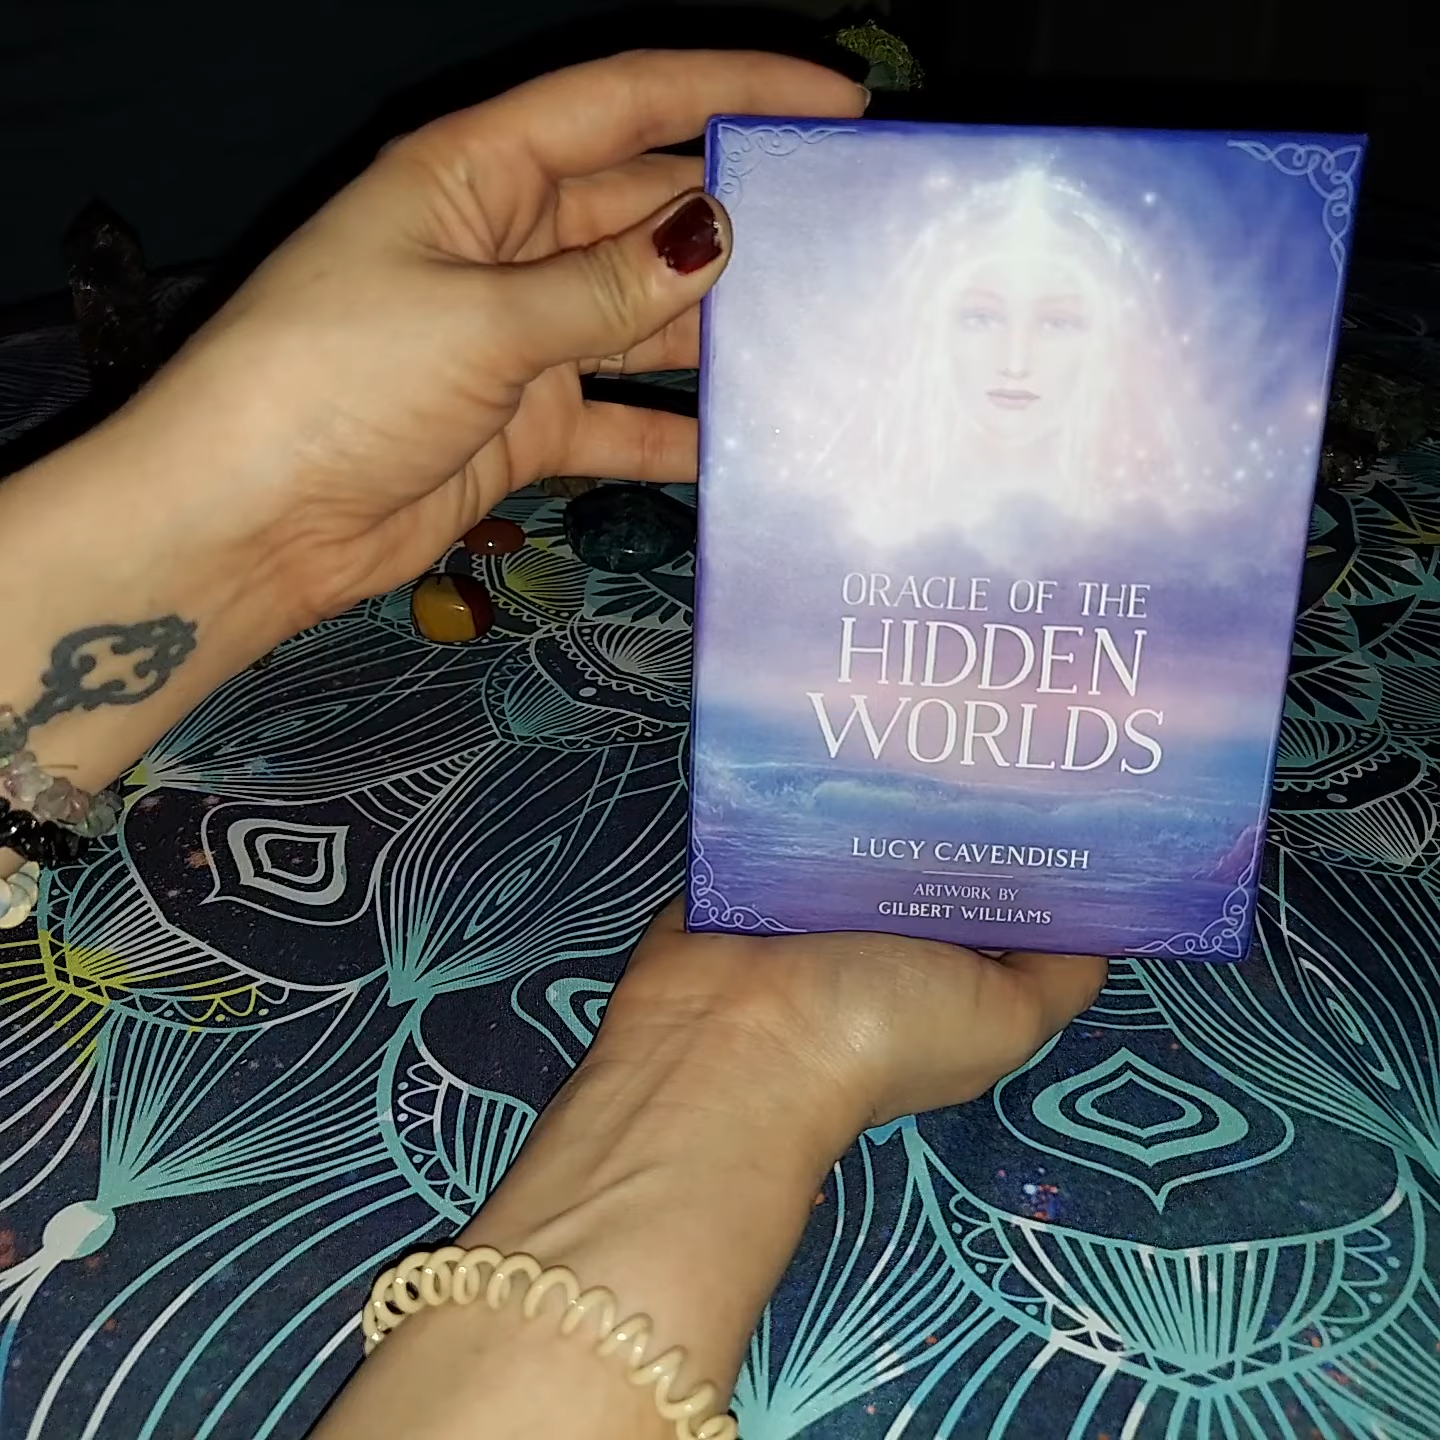 ORACLE OF THE
HIDDEN
WORLDS
LUCY CAVENDISH
ARTWORK BY
GILBERT WILLIAMS